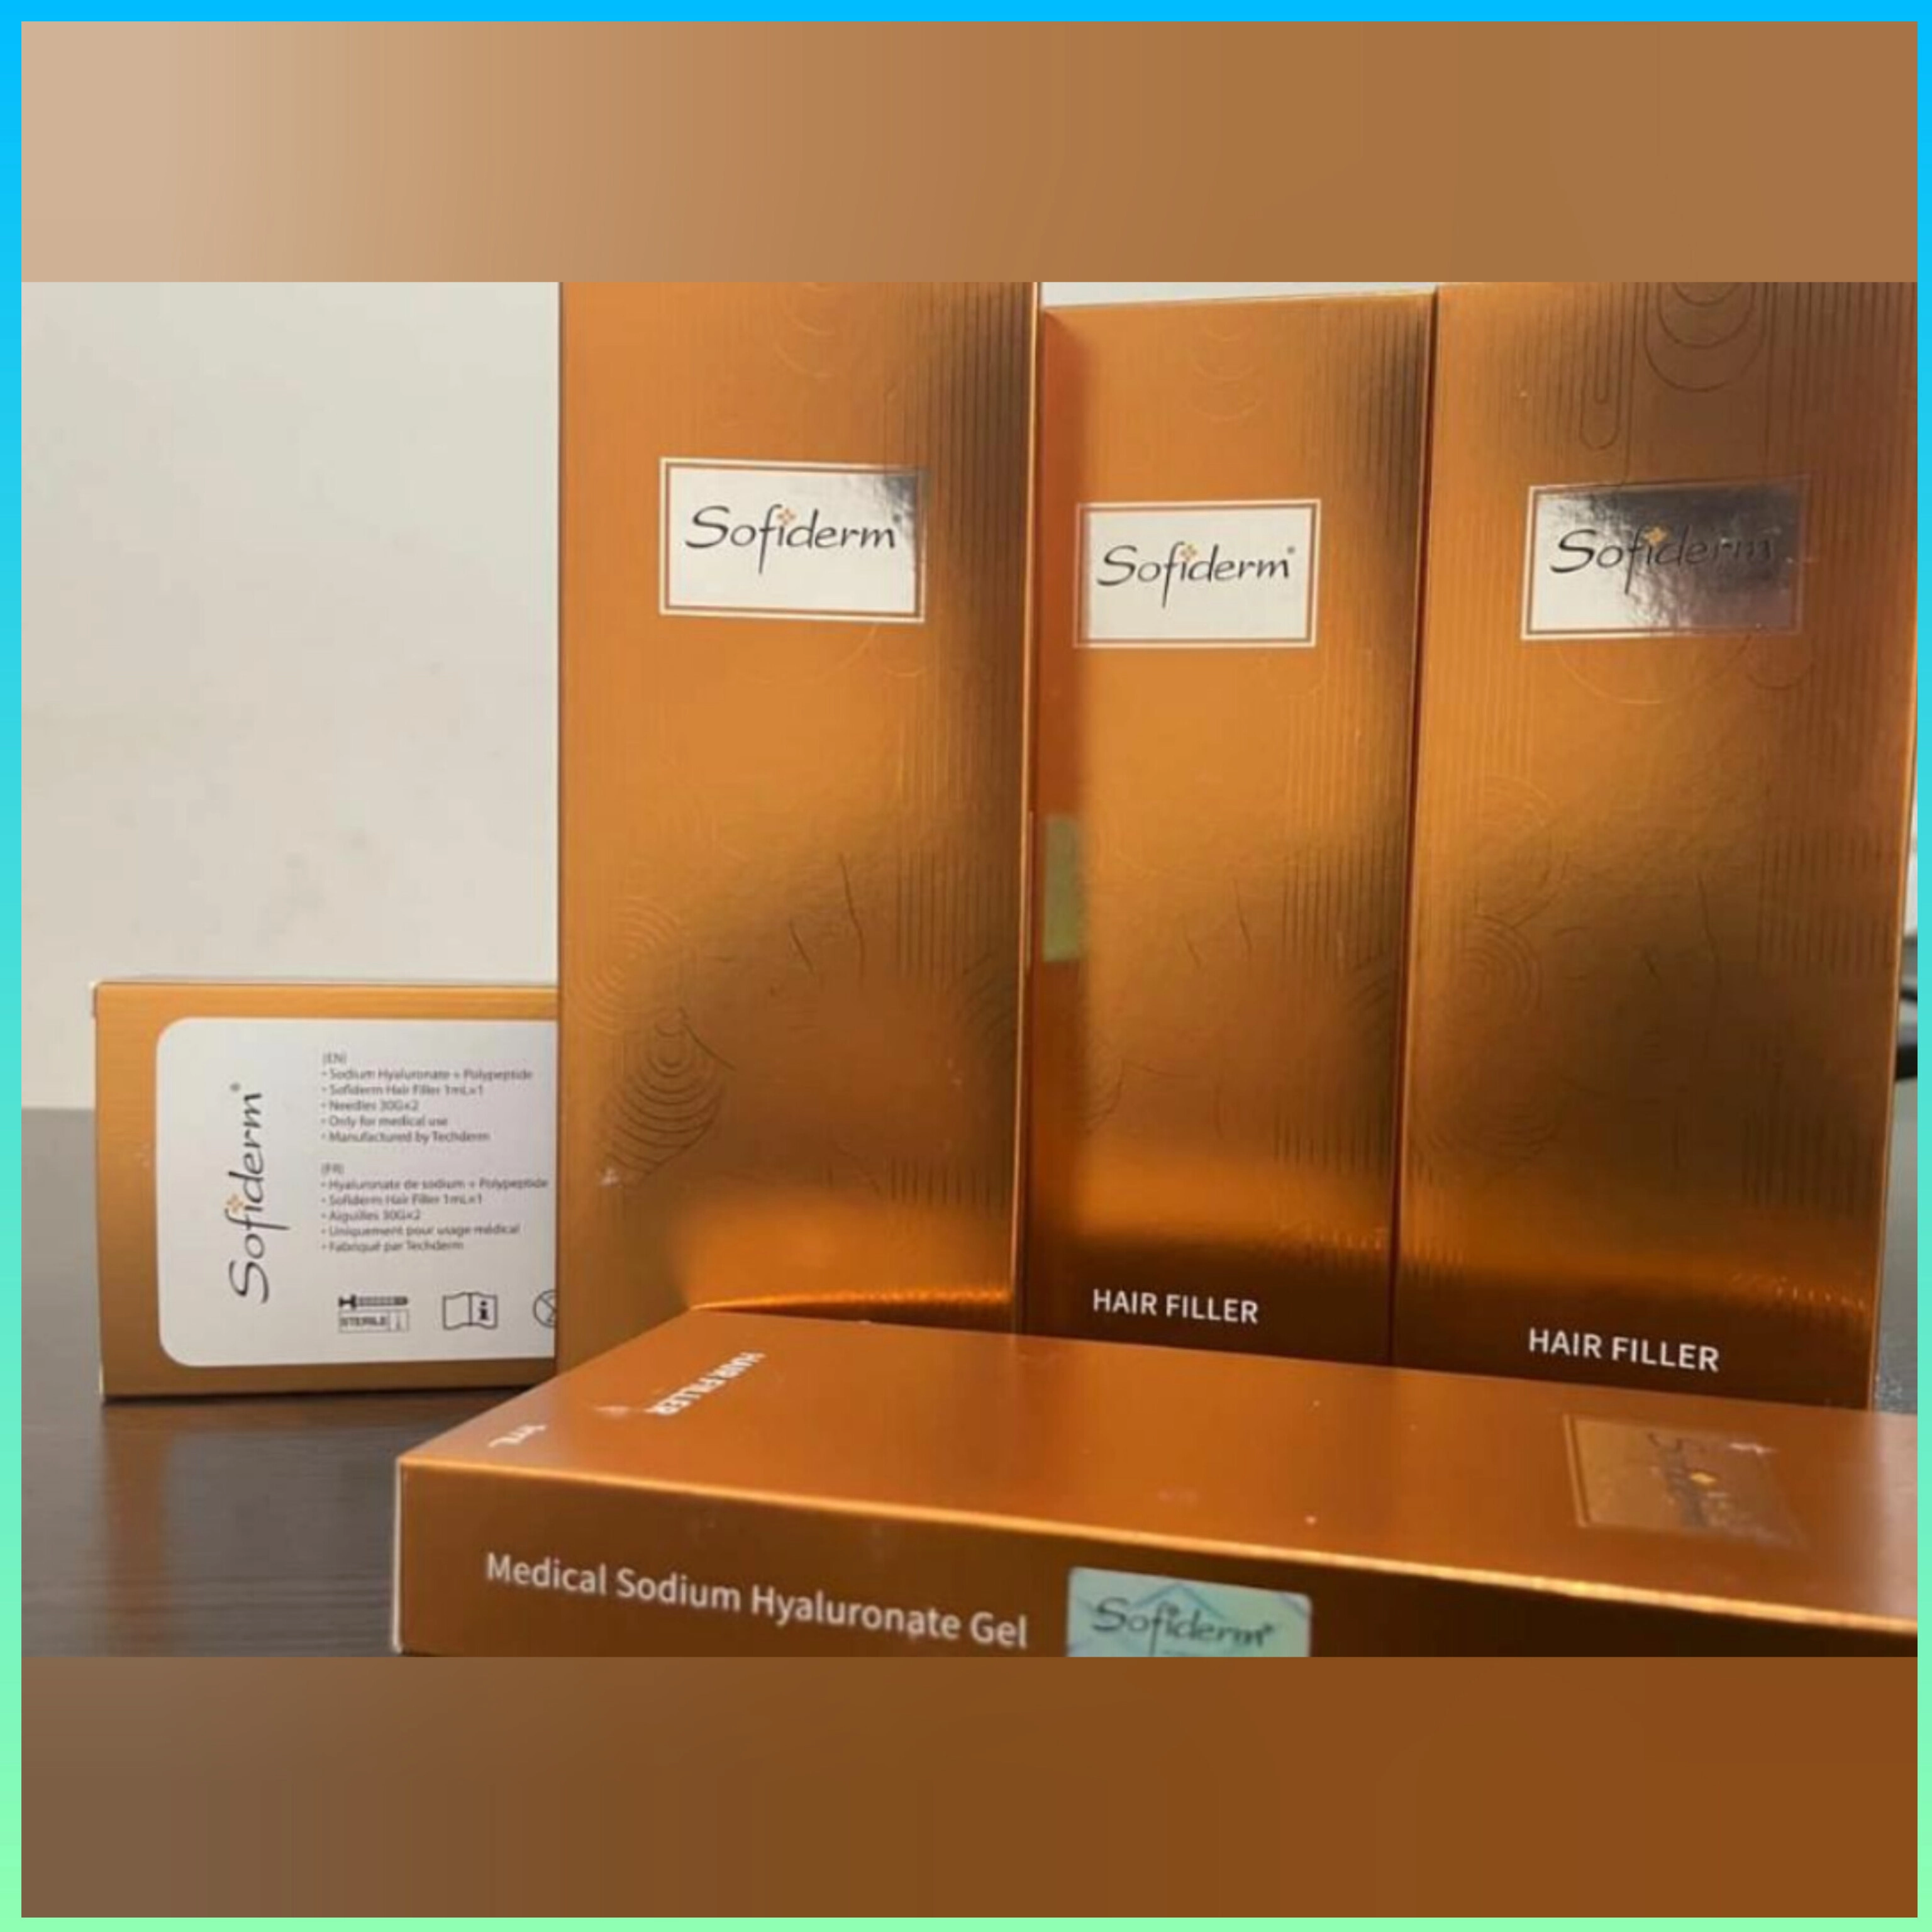 Sofiderm®
Sofiderm®
Sofiderm
Sofiderm®
(EN)
• Sodium Hyaluronate + Polypeptide
• Sofiderm Hair Filler 1mL×1
• Needles 30G×2
• Only for medical use
• Manufactured by Techderm
(FR)
• Hyaluronate de sodium + Polypeptide
• Sofiderm Hair Filler 1mL×1
• Aiguilles 30G×2
• Uniquement pour usage médical
• Fabriqué par Techderm
STERILE
HAIR FILLER
HAIR FILLER
HAIR FILLER
1mL
Medical Sodium Hyaluronate Gel
Sofiderm®